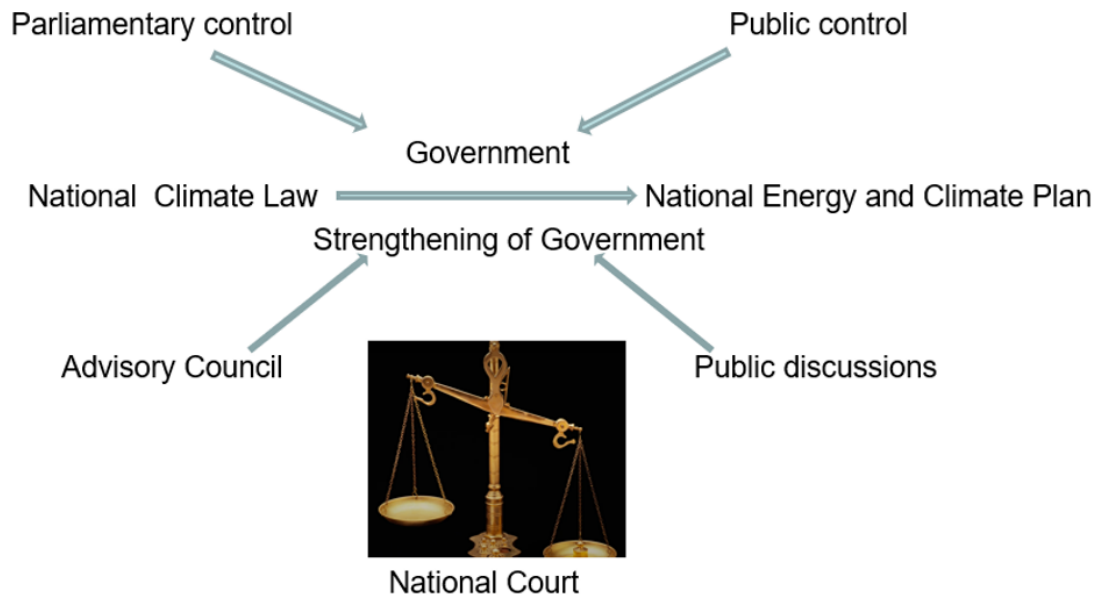 Parliamentary control
Public control
Government
National Climate Law
National Energy and Climate Plan
Strengthening of Government
Advisory Council
Public discussions
National Court